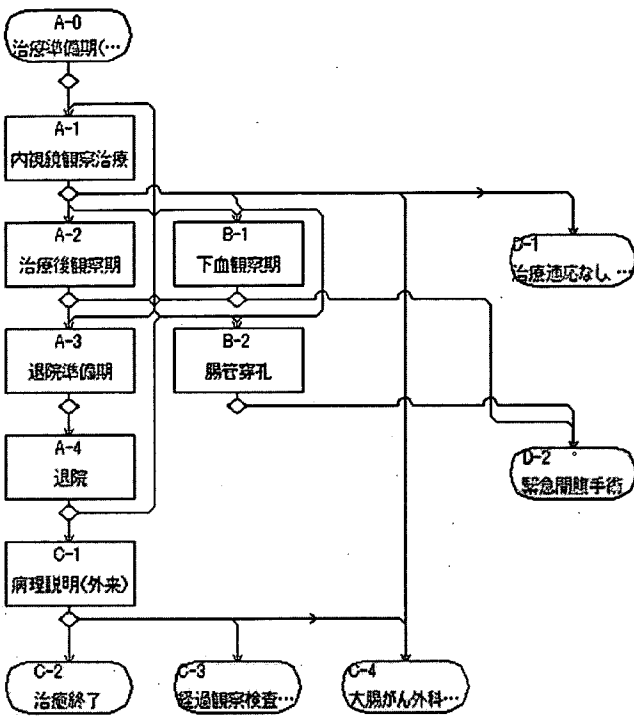 A-0
治療準備期(…
A-1
内視鏡観察治療
A-2
治療後観察期
B-1
下血観察期
D-1
治療適応なし、…
A-3
退院準備期
B-2
腸管穿孔
A-4
退院
D-2
緊急開腹手術
C-1
病理説明(外来)
C-2
治癒終了
C-3
経過観察検査…
C-4
大腸がん外科…